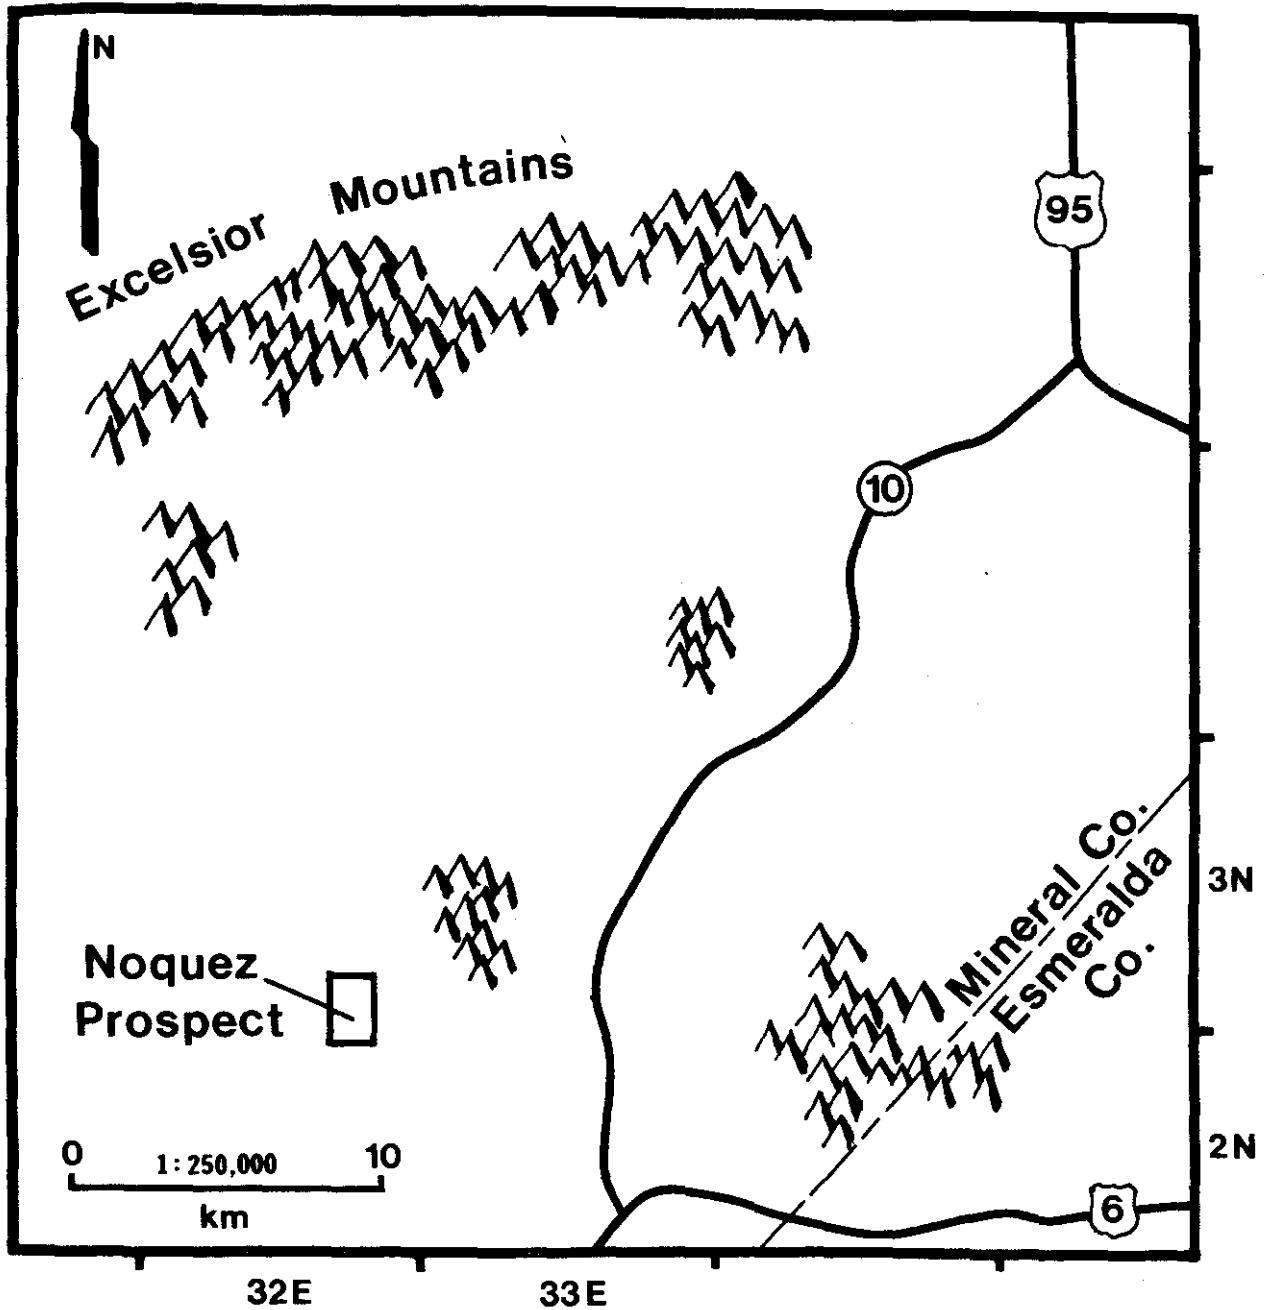 N
Excelsior Mountains
95
10
Mineral Co.
Esmeralda
Co.
3N
Noquez
Prospect
0 1:250,000 10
km
2N
6
32E 33E